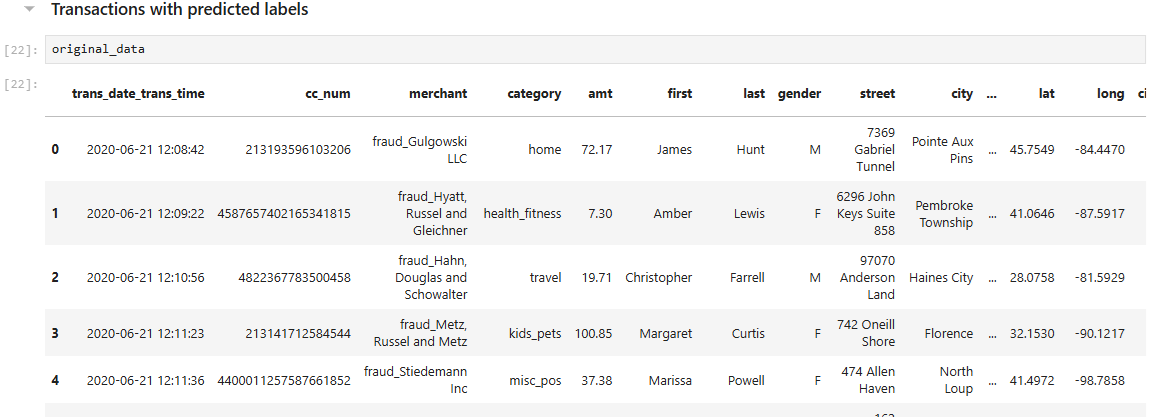 Transactions with predicted labels
[22]: original_data
[22]:
trans_date_trans_time cc_num merchant category amt first last gender street city ... lat long ci
0 2020-06-21 12:08:42 213193596103206 fraud_Gulgowski LLC home 72.17 James Hunt M 7369 Gabriel Tunnel Pointe Aux Pins ... 45.7549 -84.4470
1 2020-06-21 12:09:22 4587657402165341815 fraud_Hyatt, Russel and Gleichner health_fitness 7.30 Amber Lewis F 6296 John Keys Suite 858 Pembroke Township ... 41.0646 -87.5917
2 2020-06-21 12:10:56 4822367783500458 fraud_Hahn, Douglas and Schowalter travel 19.71 Christopher Farrell M 97070 Anderson Land Haines City ... 28.0758 -81.5929
3 2020-06-21 12:11:23 213141712584544 fraud_Metz, Russel and Metz kids_pets 100.85 Margaret Curtis F 742 Oneill Shore Florence ... 32.1530 -90.1217
4 2020-06-21 12:11:36 4400011257587661852 fraud_Stiedemann Inc misc_pos 37.38 Marissa Powell F 474 Allen Haven North Loup ... 41.4972 -98.7858